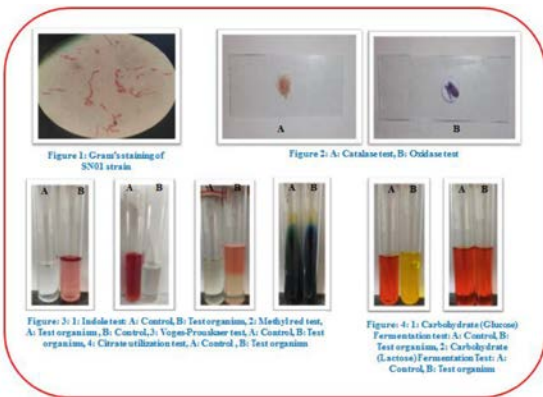 A
B
Figure 1: Gram's staining of
SN01 strain
Figure 2: A: Catalase test, B: Oxidase test
A B
A B
A B
A B
A B
A B
Figure: 3: 1: Indole test: A: Control, B: Test organism, 2: Methyl red test,
A: Test organism, B: Control, 3: Voges-Prouskuer test, A: Control, B: Test
organism, 4: Citrate utilization test, A: Control, B: Test organism
Figure: 4: 1: Carbohydrate (Glucose)
Fermentation test: A: Control, B:
Test organism, 2: Carbohydrate
(Lactose) Fermentation Test: A:
Control, B: Test organism